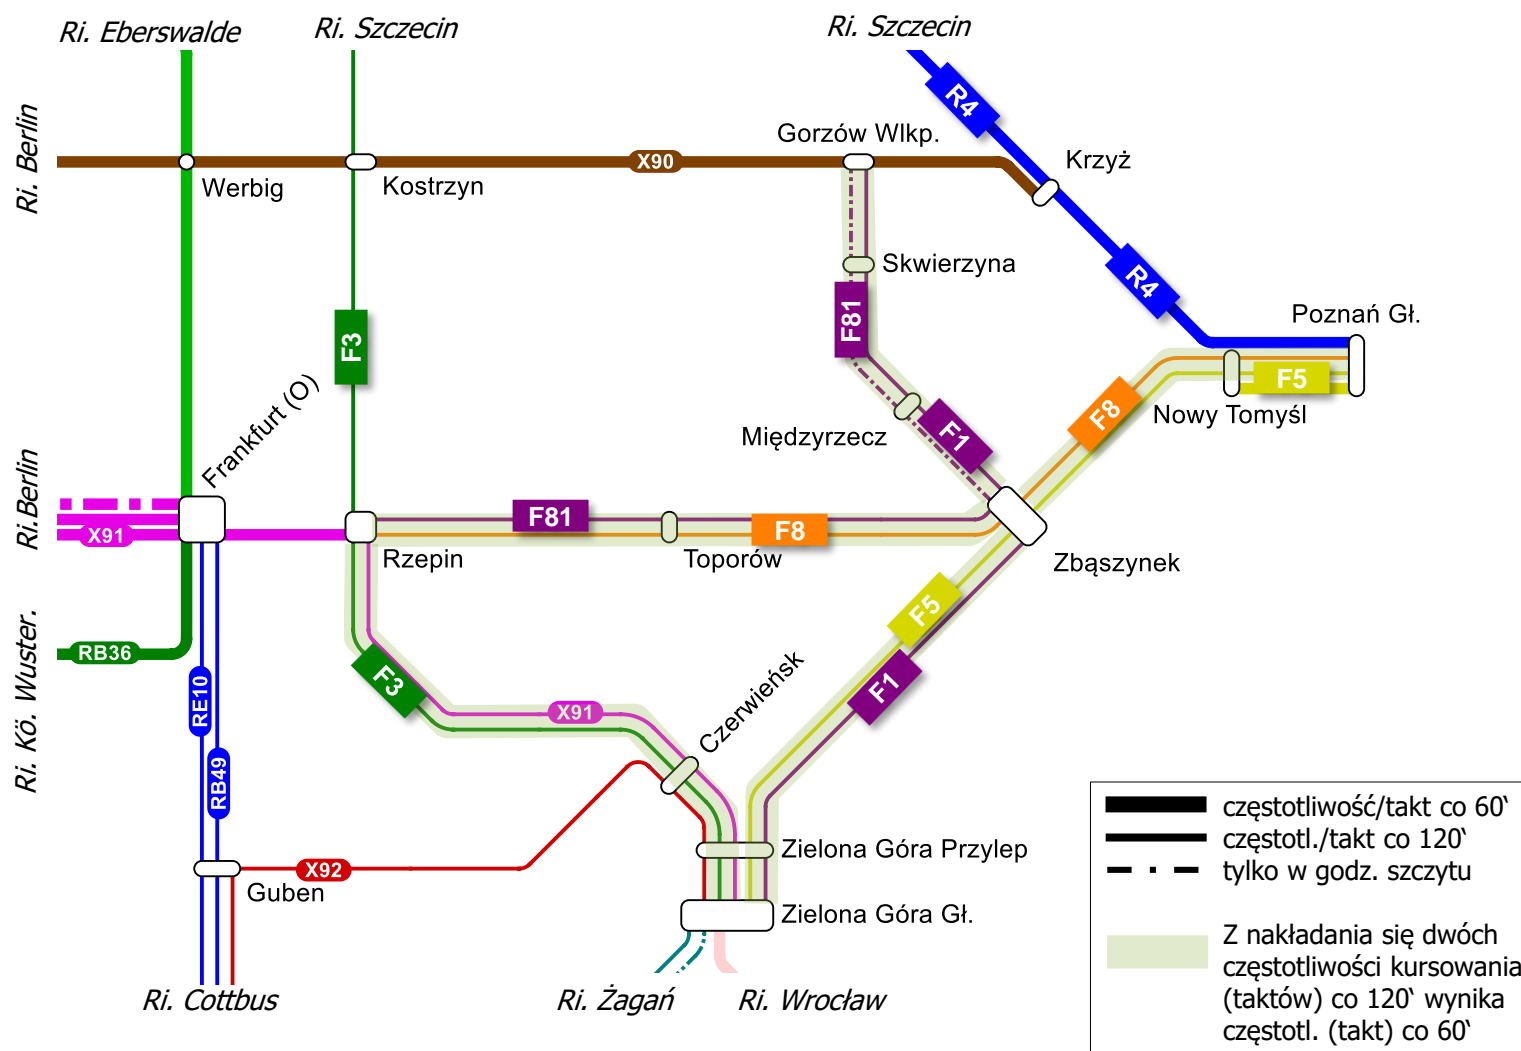 Ri. Eberswalde
Ri. Szczecin
Ri. Szczecin
Ri. Berlin
R4
Gorzów Wlkp.
Krzyż
X90
Werbig
Kostrzyn
Skwierzyna
R4
F81
F3
Poznań Gł.
F5
Frankfurt (O)
F8
Nowy Tomyśl
Międzyrzecz
F1
Ri.Berlin
X91
F81
F8
Rzepin
Toporów
Zbąszynek
F5
Ri. Kö. Wuster.
RB36
F3
F1
RE10
X91
Czerwieńsk
RB49
Zielona Góra Przylep
X92
Guben
Zielona Góra Gł.
Ri. Cottbus
Ri. Żagań
Ri. Wrocław
częstotliwość/takt co 60‘
częstotl./takt co 120‘
tylko w godz. szczytu
Z nakładania się dwóch
częstotliwości kursowania
(taktów) co 120‘ wynika
częstotl. (takt) co 60‘